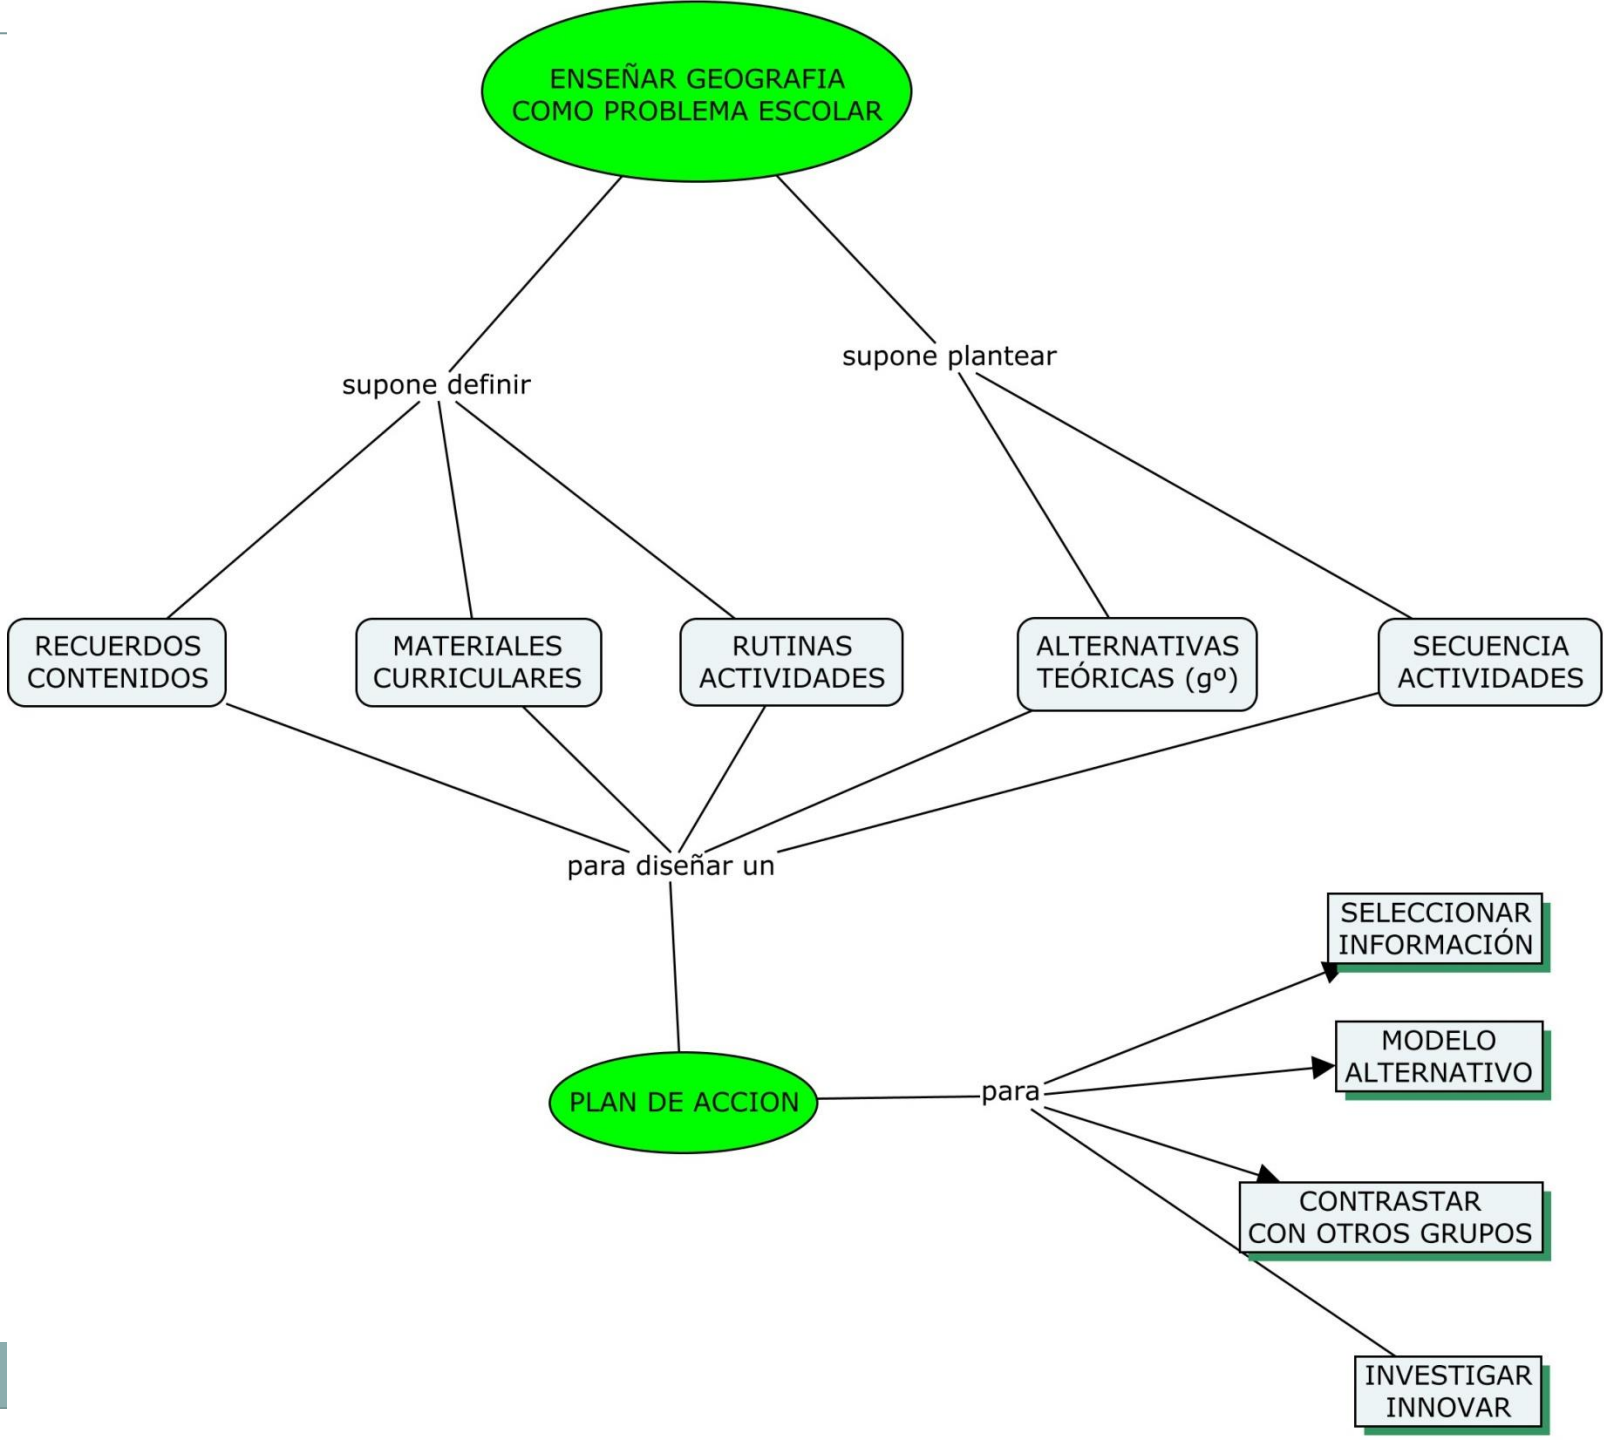 ENSEÑAR GEOGRAFIA
COMO PROBLEMA ESCOLAR
supone definir
supone plantear
RECUERDOS
CONTENIDOS
MATERIALES
CURRICULARES
RUTINAS
ACTIVIDADES
ALTERNATIVAS
TEÓRICAS (gº)
SECUENCIA
ACTIVIDADES
para diseñar un
PLAN DE ACCION
para
SELECCIONAR
INFORMACIÓN
MODELO
ALTERNATIVO
CONTRASTAR
CON OTROS GRUPOS
INVESTIGAR
INNOVAR